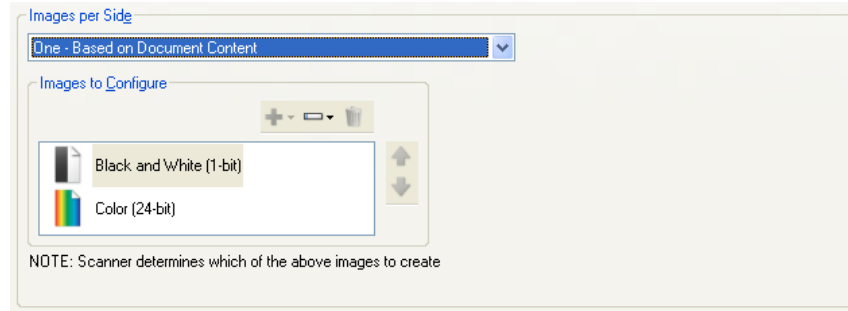 Images per Side
One - Based on Document Content
Images to Configure
Black and White (1-bit)
Color (24-bit)
NOTE: Scanner determines which of the above images to create